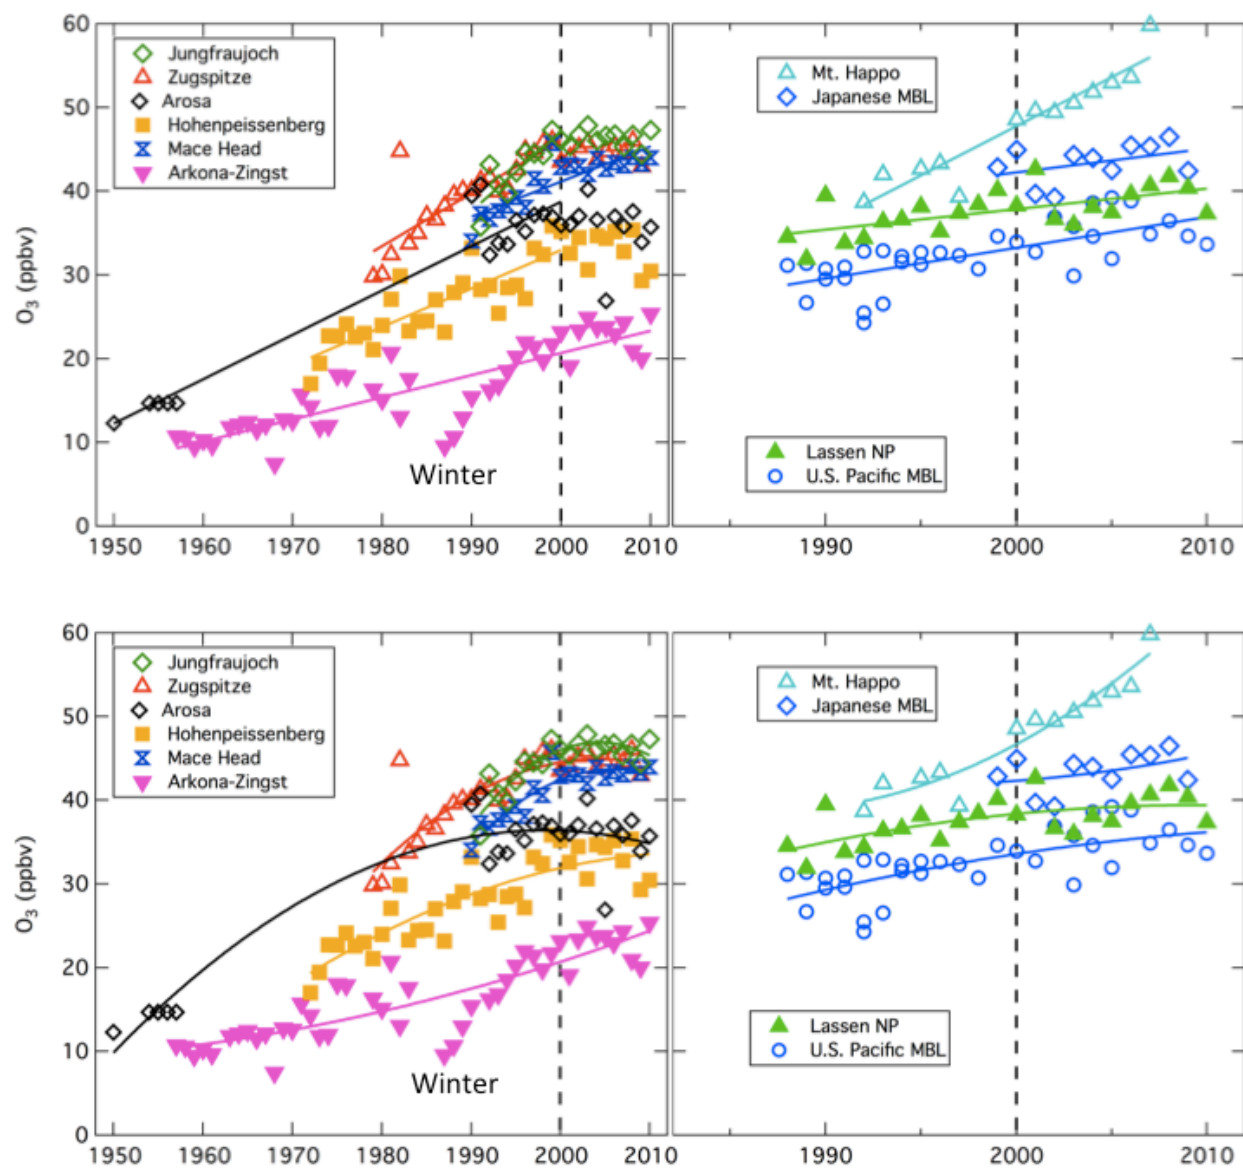 60
50
40
30
20
10
0
O3 (ppbv)
Jungfraujoch
Zugspitze
Arosa
Hohenpeissenberg
Mace Head
Arkona-Zingst
Winter
1950 1960 1970 1980 1990 2000 2010
Mt. Happo
Japanese MBL
Lassen NP
U.S. Pacific MBL
1990 2000 2010
60
50
40
30
20
10
0
O3 (ppbv)
Jungfraujoch
Zugspitze
Arosa
Hohenpeissenberg
Mace Head
Arkona-Zingst
Winter
1950 1960 1970 1980 1990 2000 2010
Mt. Happo
Japanese MBL
Lassen NP
U.S. Pacific MBL
1990 2000 2010